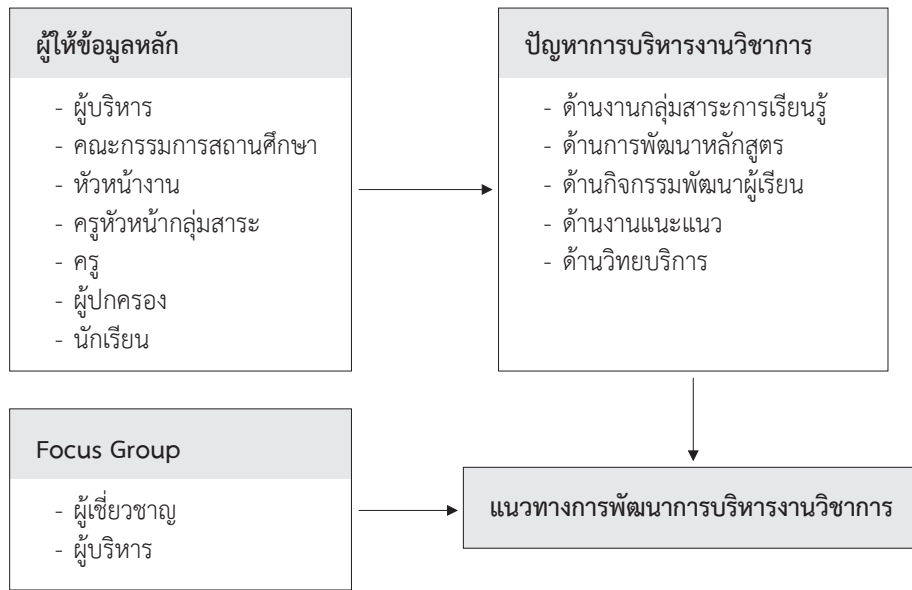 ผู้ให้ข้อมูลหลัก
- ผู้บริหาร
- คณะกรรมการสถานศึกษา
- หัวหน้างาน
- ครูหัวหน้ากลุ่มสาระ
- ครู
- ผู้ปกครอง
- นักเรียน
ปัญหาการบริหารงานวิชาการ
- ด้านงานกลุ่มสาระการเรียนรู้
- ด้านการพัฒนาหลักสูตร
- ด้านกิจกรรมพัฒนาผู้เรียน
- ด้านงานแนะแนว
- ด้านวิทยบริการ
Focus Group
- ผู้เชี่ยวชาญ
- ผู้บริหาร
แนวทางการพัฒนาการบริหารงานวิชาการ